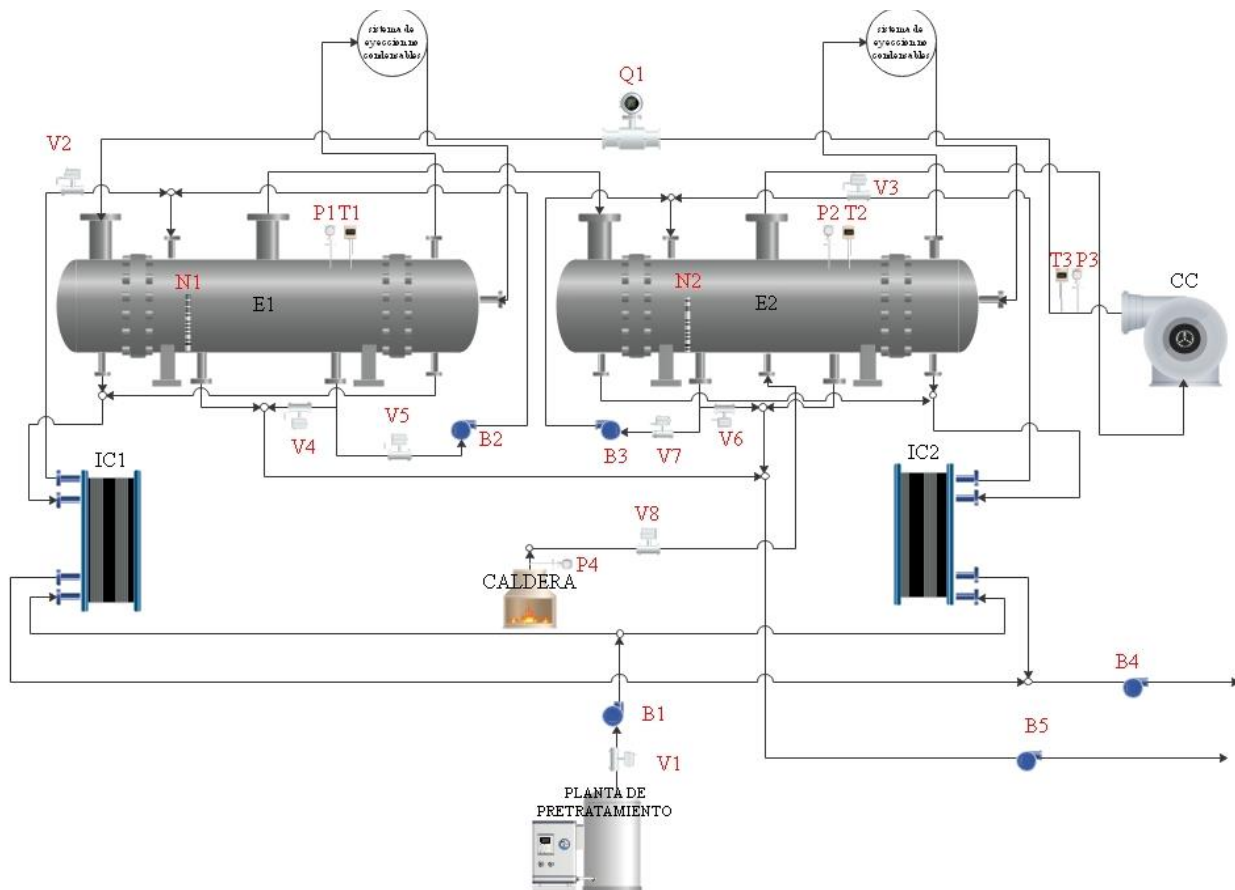 sistema de
eyeccion no
condensables
sistema de
eyeccion no
condensables
Q1
V2
V3
P1 T1
P2 T2
T3 P3
CC
N1
E1
N2
E2
V5
V4
B2
B3
V7
V6
IC1
IC2
V8
P4
CALDERA
B4
B1
B5
V1
PLANTA DE
PRETRATAMIENTO